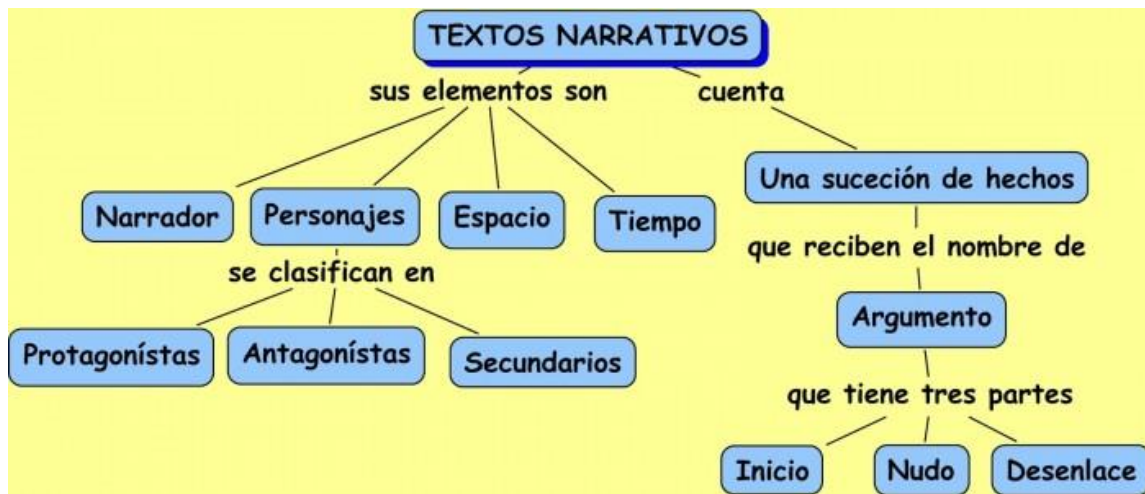 TEXTOS NARRATIVOS
sus elementos son
cuenta
Narrador
Personajes
Espacio
Tiempo
Una suceción de hechos
se clasifican en
que reciben el nombre de
Protagonístas
Antagonístas
Secundarios
Argumento
que tiene tres partes
Inicio
Nudo
Desenlace